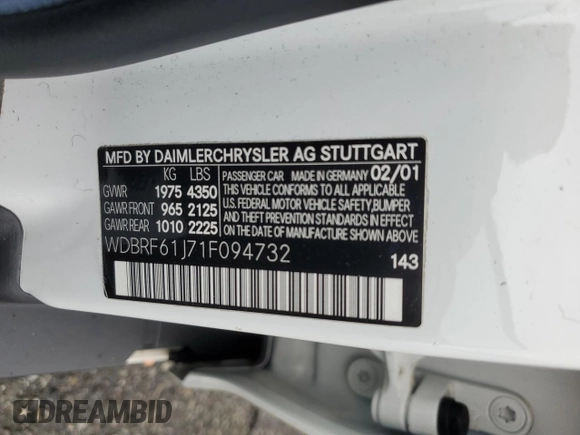 MFD BY DAIMLERCHRYSLER AG STUTTGART
KG LBS
GVWR 1975 4350
GAWR.FRONT 965 2125
GAWR.REAR 1010 2225
PASSENGER CAR MADE IN GERMANY 02/01
THIS VEHICLE CONFORMS TO ALL APPLICABLE
U.S. FEDERAL MOTOR VEHICLE SAFETY,BUMPER
AND THEFT PREVENTION STANDARDS IN EFFECT ON
THE DATE OF MANUFACTURE SHOWN ABOVE
WDBRF61J71F094732
143
DREAMBID